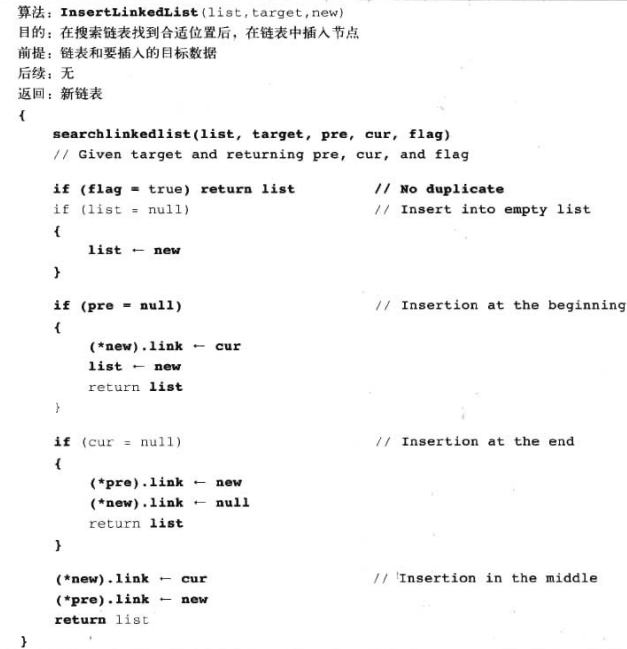 算法：InsertLinkedList(list,target,new)
目的：在搜索链表找到合适位置后，在链表中插入节点
前提：链表和要插入的目标数据
后续：无
返回：新链表
{
searchlinkedlist(list, target, pre, cur, flag)
// Given target and returning pre, cur, and flag
if (flag = true) return list // No duplicate
if (list = null) // Insert into empty list
{
list ← new
}
if (pre = null) // Insertion at the beginning
{
(*new).link ← cur
list ← new
return list
}
if (cur = null) // Insertion at the end
{
(*pre).link ← new
(*new).link ← null
return list
}
(*new).link ← cur // Insertion in the middle
(*pre).link ← new
return list
}